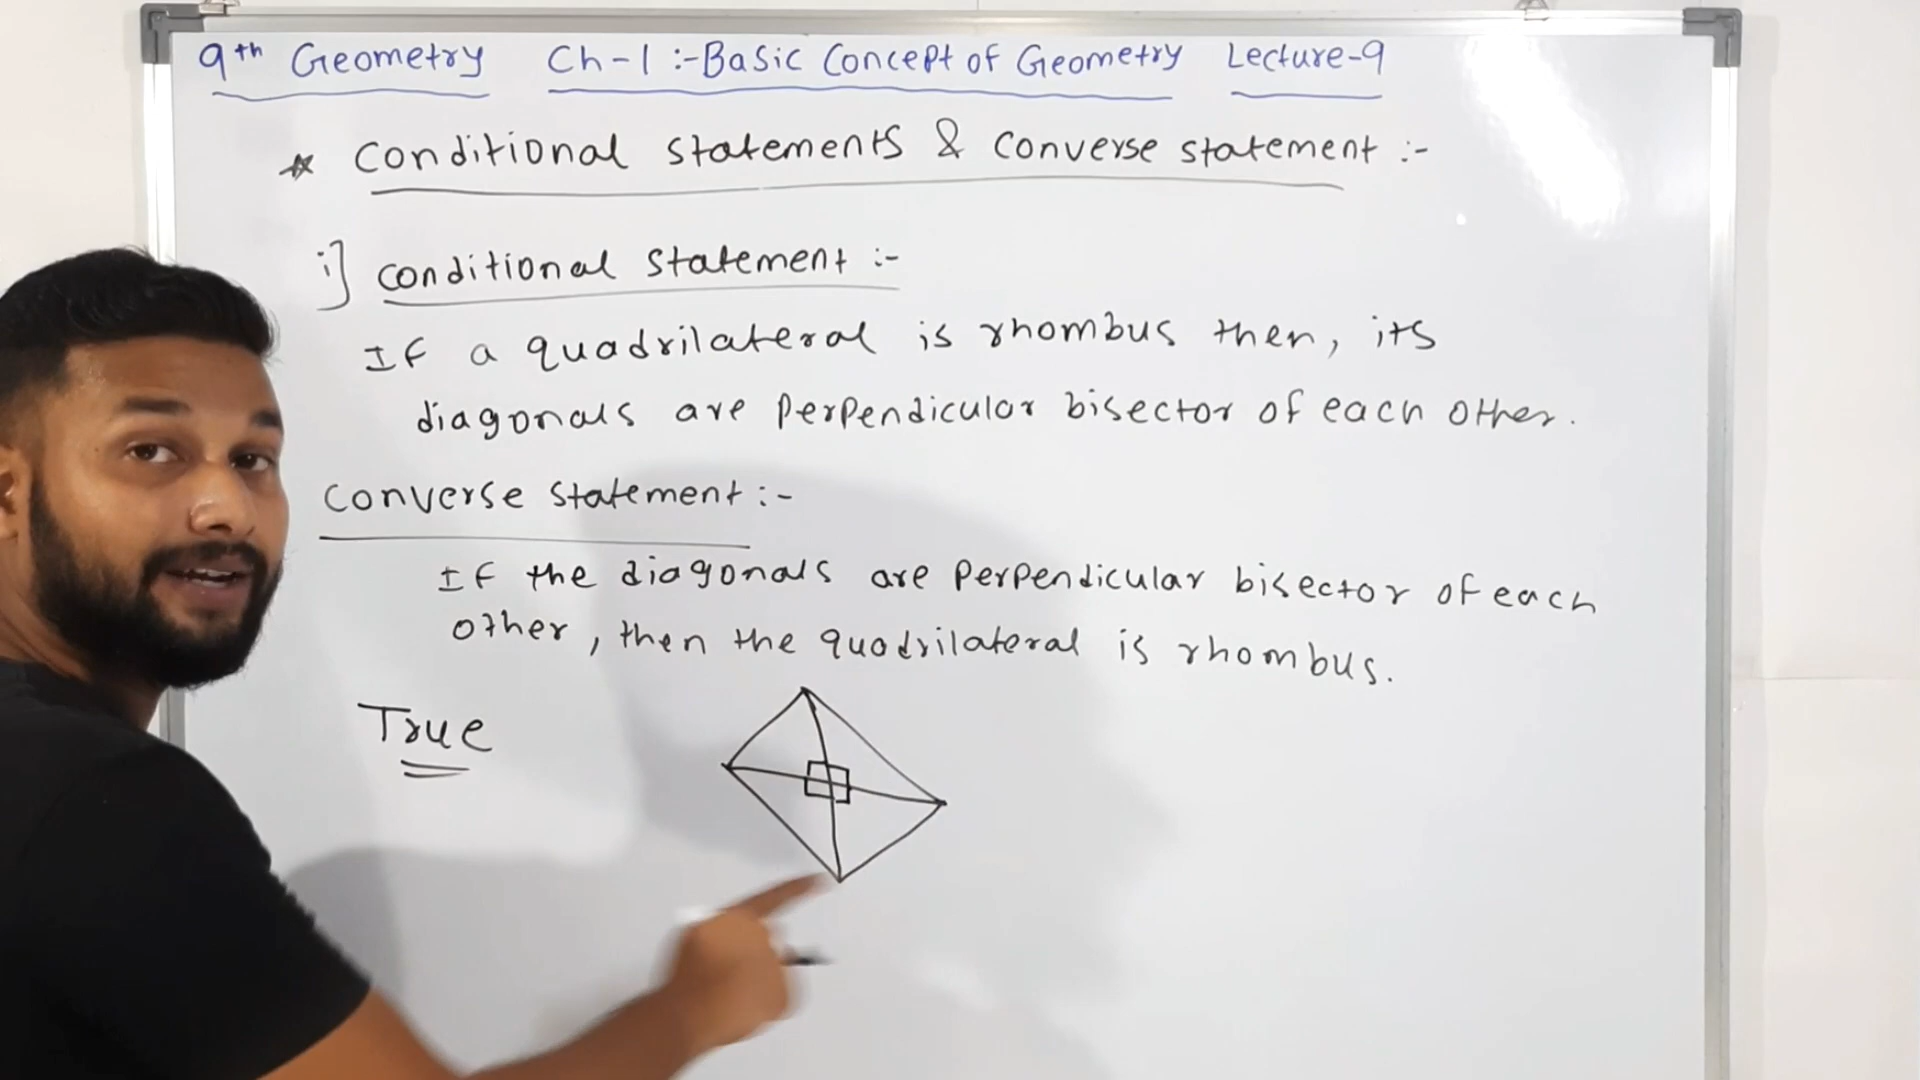 9th Geometry Ch-1 :- Basic Concept of Geometry Lecture-9
* Conditional statements & converse statement :-
i] conditional statement :-
If a quadrilateral is rhombus then, its
diagonals are perpendicular bisector of each other.
converse statement :-
If the diagonals are perpendicular bisector of each
other, then the quadrilateral is rhombus.
True